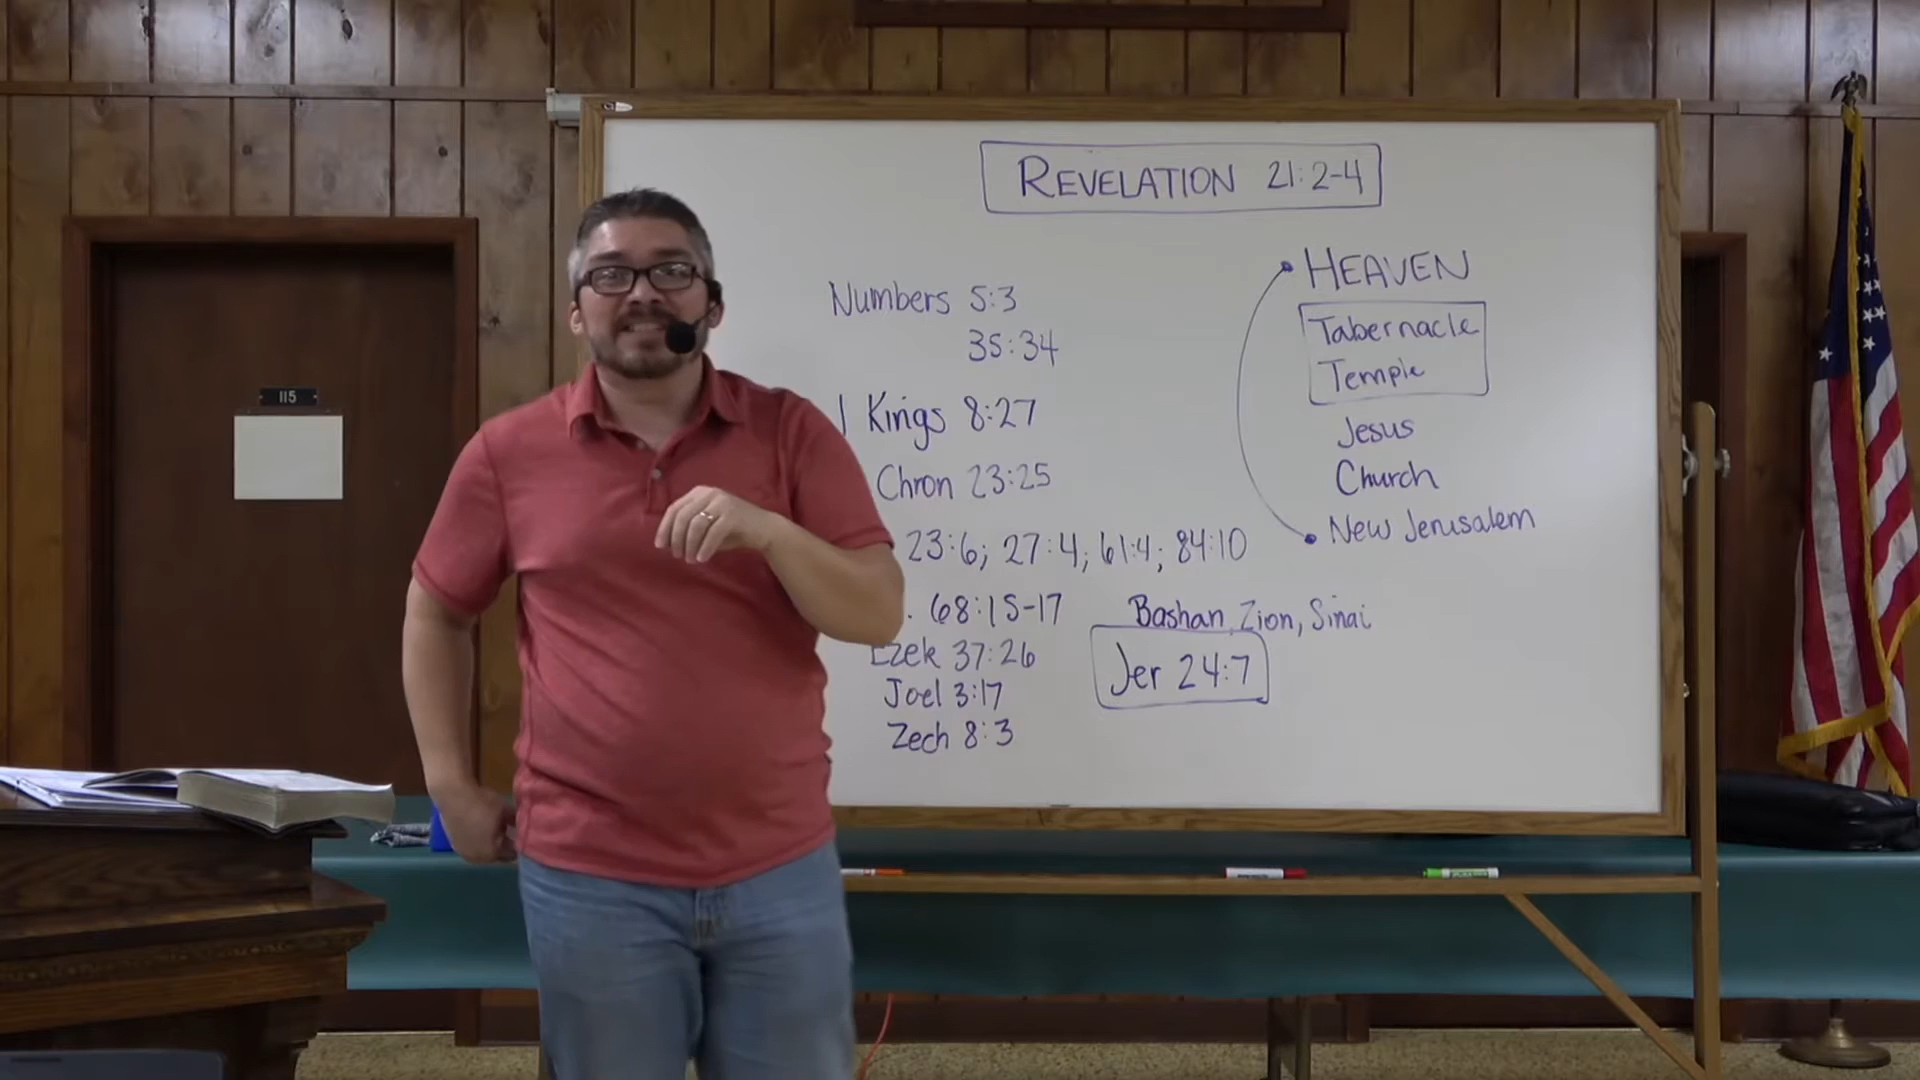 REVELATION 21:2-4
Numbers 5:3
35:34
1 Kings 8:27
Chron 23:25
23:6; 27:4; 61:4; 84:10
68:15-17
Ezek 37:26
Joel 3:17
Zech 8:3
Bashan, Zion, Sinai
Jer 24:7
HEAVEN
Tabernacle
Temple
Jesus
Church
New Jerusalem
115